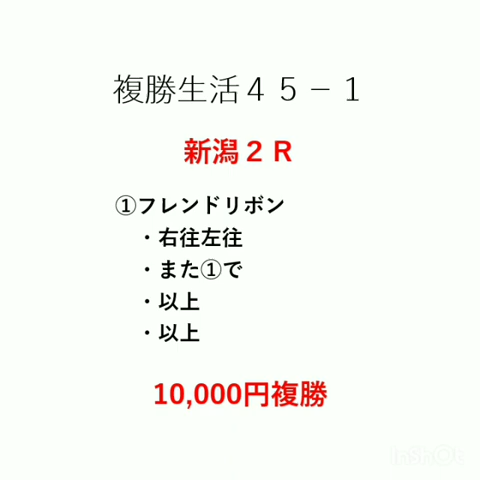 複勝生活４５－１
新潟２Ｒ
①フレンドリボン
・右往左往
・また①で
・以上
・以上
10,000円複勝
InShOt